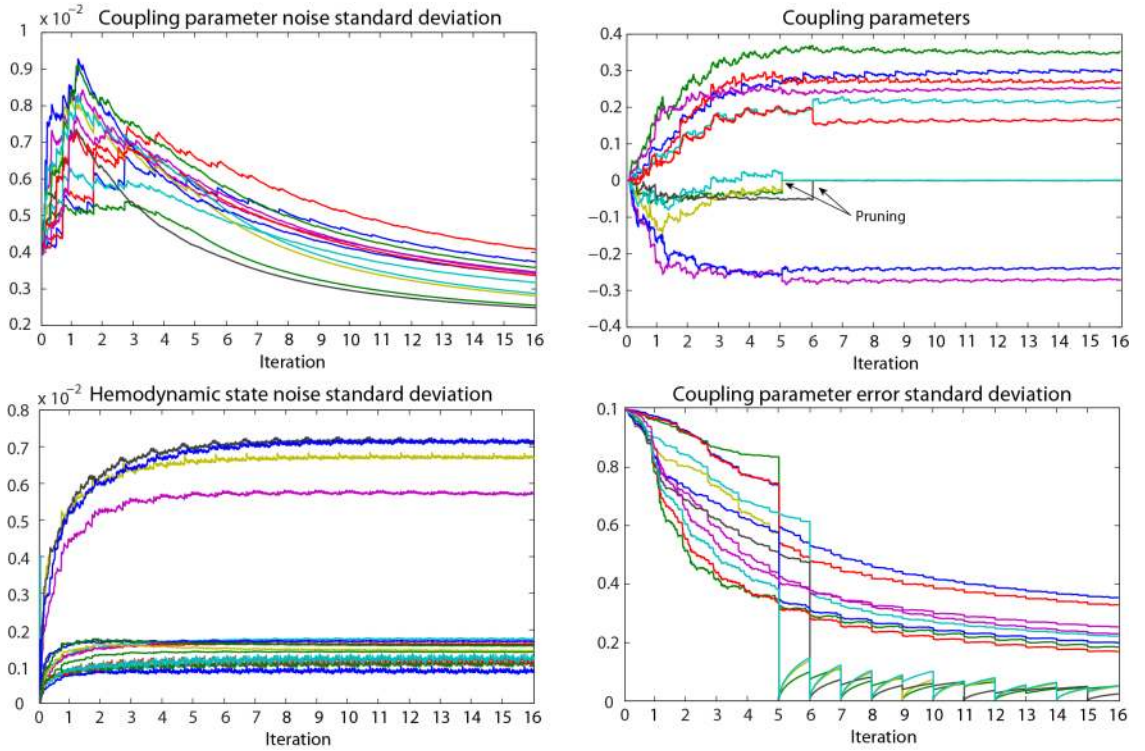 x 10⁻²
Coupling parameter noise standard deviation
1
0.9
0.8
0.7
0.6
0.5
0.4
0.3
0.2
0 1 2 3 4 5 6 7 8 9 10 11 12 13 14 15 16
Iteration
Coupling parameters
0.4
0.3
0.2
0.1
0
−0.1
−0.2
−0.3
−0.4
Pruning
0 1 2 3 4 5 6 7 8 9 10 11 12 13 14 15 16
Iteration
x 10⁻²
Hemodynamic state noise standard deviation
0.8
0.7
0.6
0.5
0.4
0.3
0.2
0.1
0
0 1 2 3 4 5 6 7 8 9 10 11 12 13 14 15 16
Iteration
Coupling parameter error standard deviation
0.1
0.8
0.6
0.4
0.2
0
0 1 2 3 4 5 6 7 8 9 10 11 12 13 14 15 16
Iteration